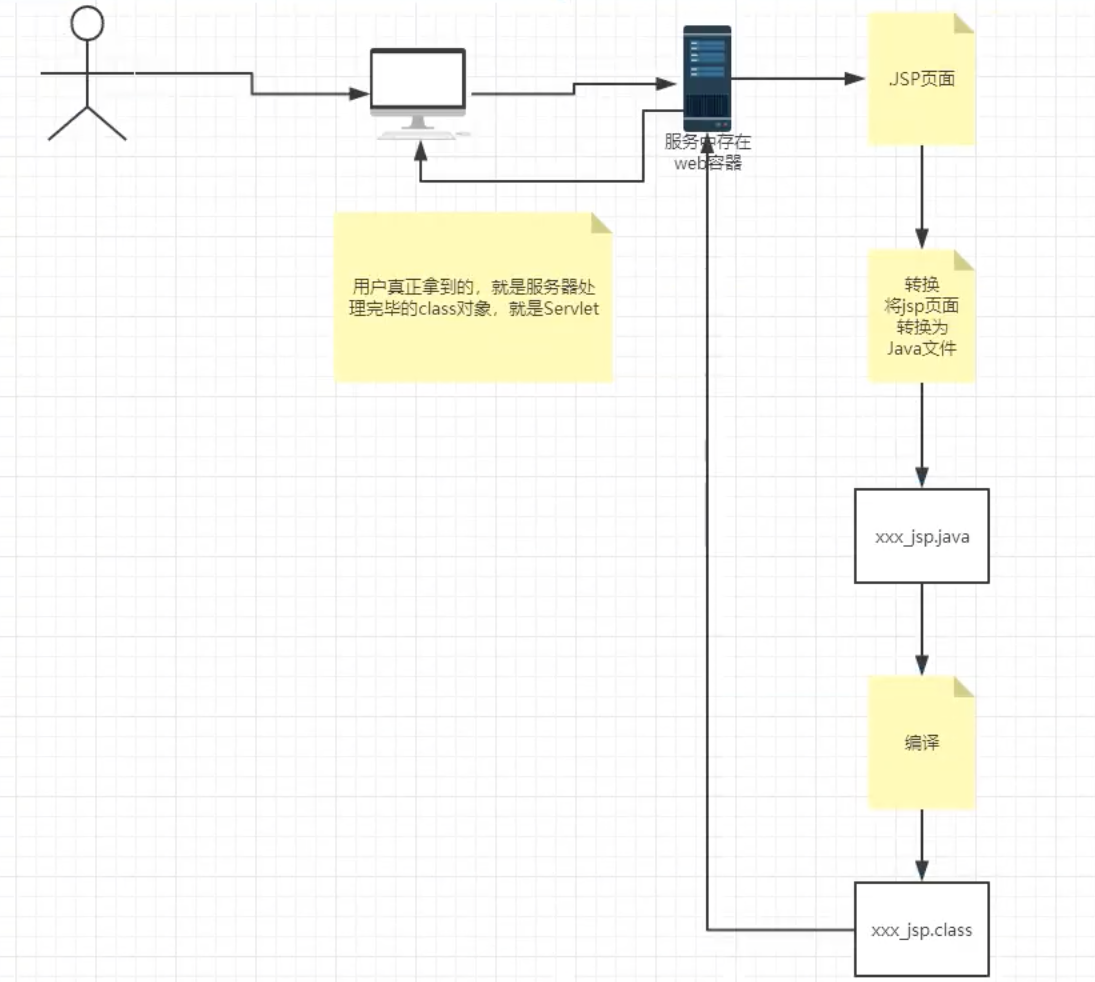 .JSP页面
服务中存在
web容器
用户真正拿到的，就是服务器处
理完毕的class对象，就是Servlet
转换
将jsp页面
转换为
Java文件
xxx_jsp.java
编译
xxx_jsp.class